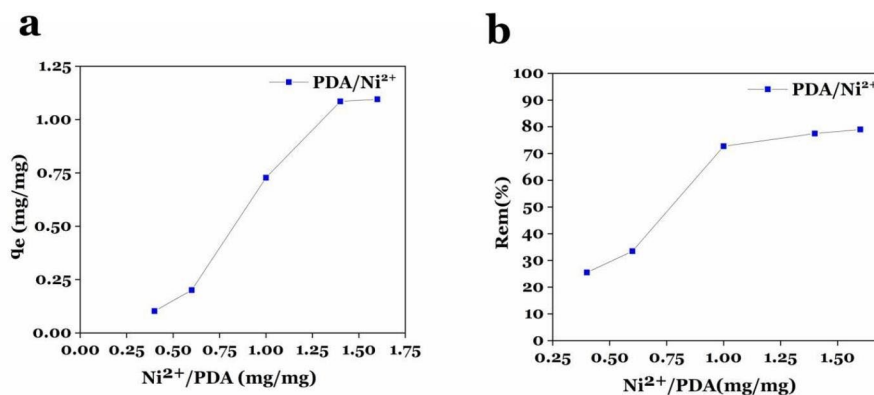 a
1.25
1.00
0.75
0.50
0.25
0.00
qe (mg/mg)
PDA/Ni²⁺
0.00 0.25 0.50 0.75 1.00 1.25 1.50 1.75
Ni²⁺/PDA (mg/mg)
b
100
90
80
70
60
50
40
30
20
10
0
Rem(%)
PDA/Ni²⁺
0.25 0.50 0.75 1.00 1.25 1.50
Ni²⁺/PDA(mg/mg)